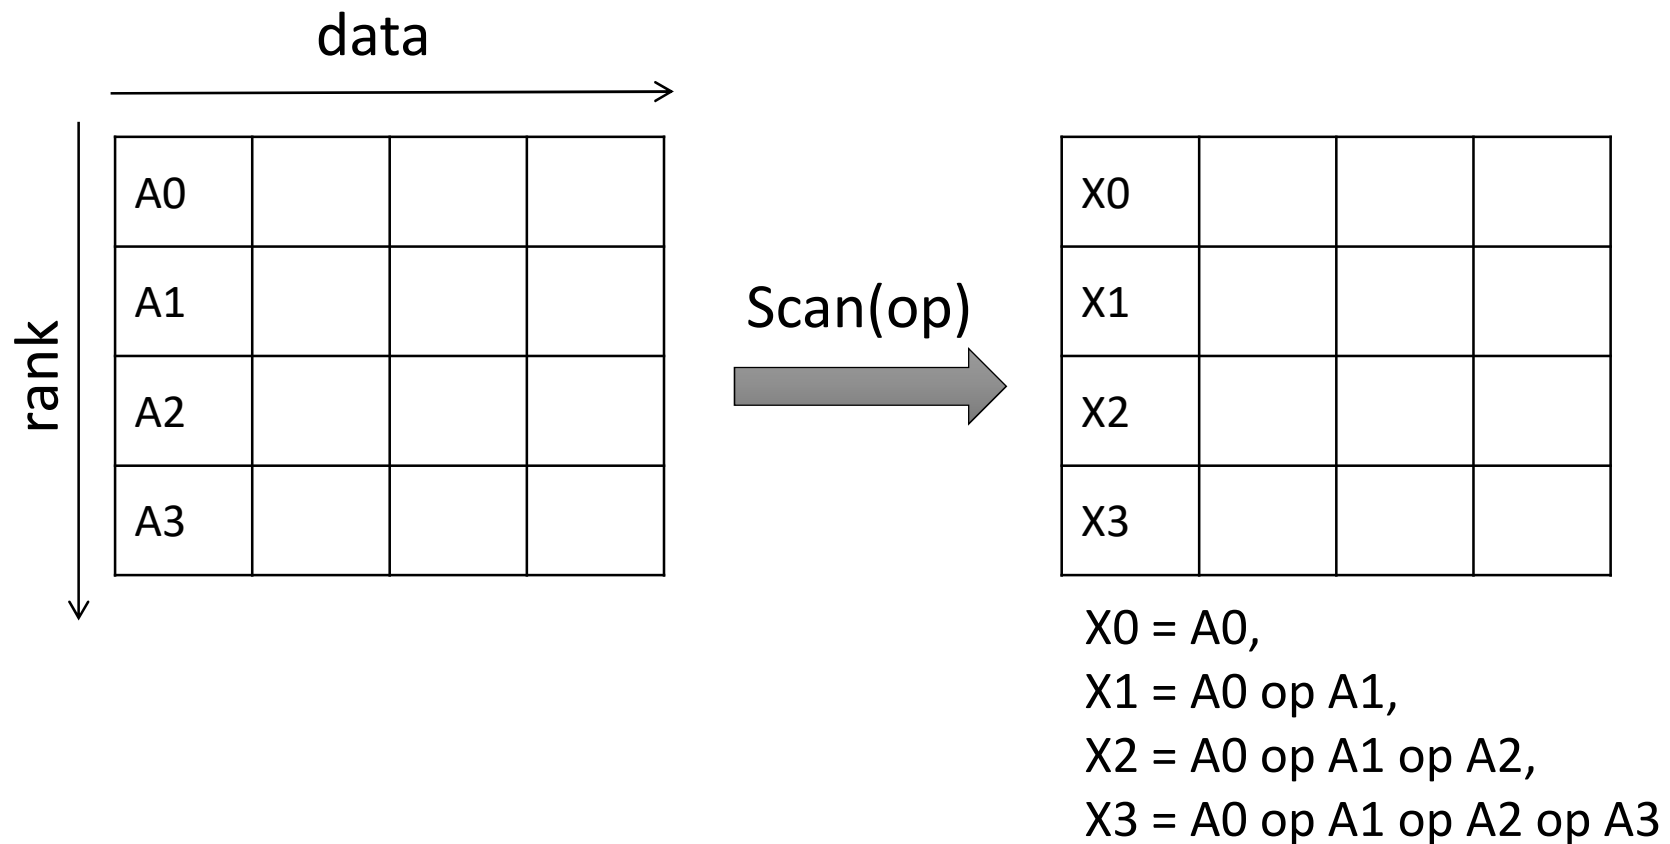 data
rank
A0
A1
A2
A3
Scan(op)
X0
X1
X2
X3
X0 = A0,
X1 = A0 op A1,
X2 = A0 op A1 op A2,
X3 = A0 op A1 op A2 op A3